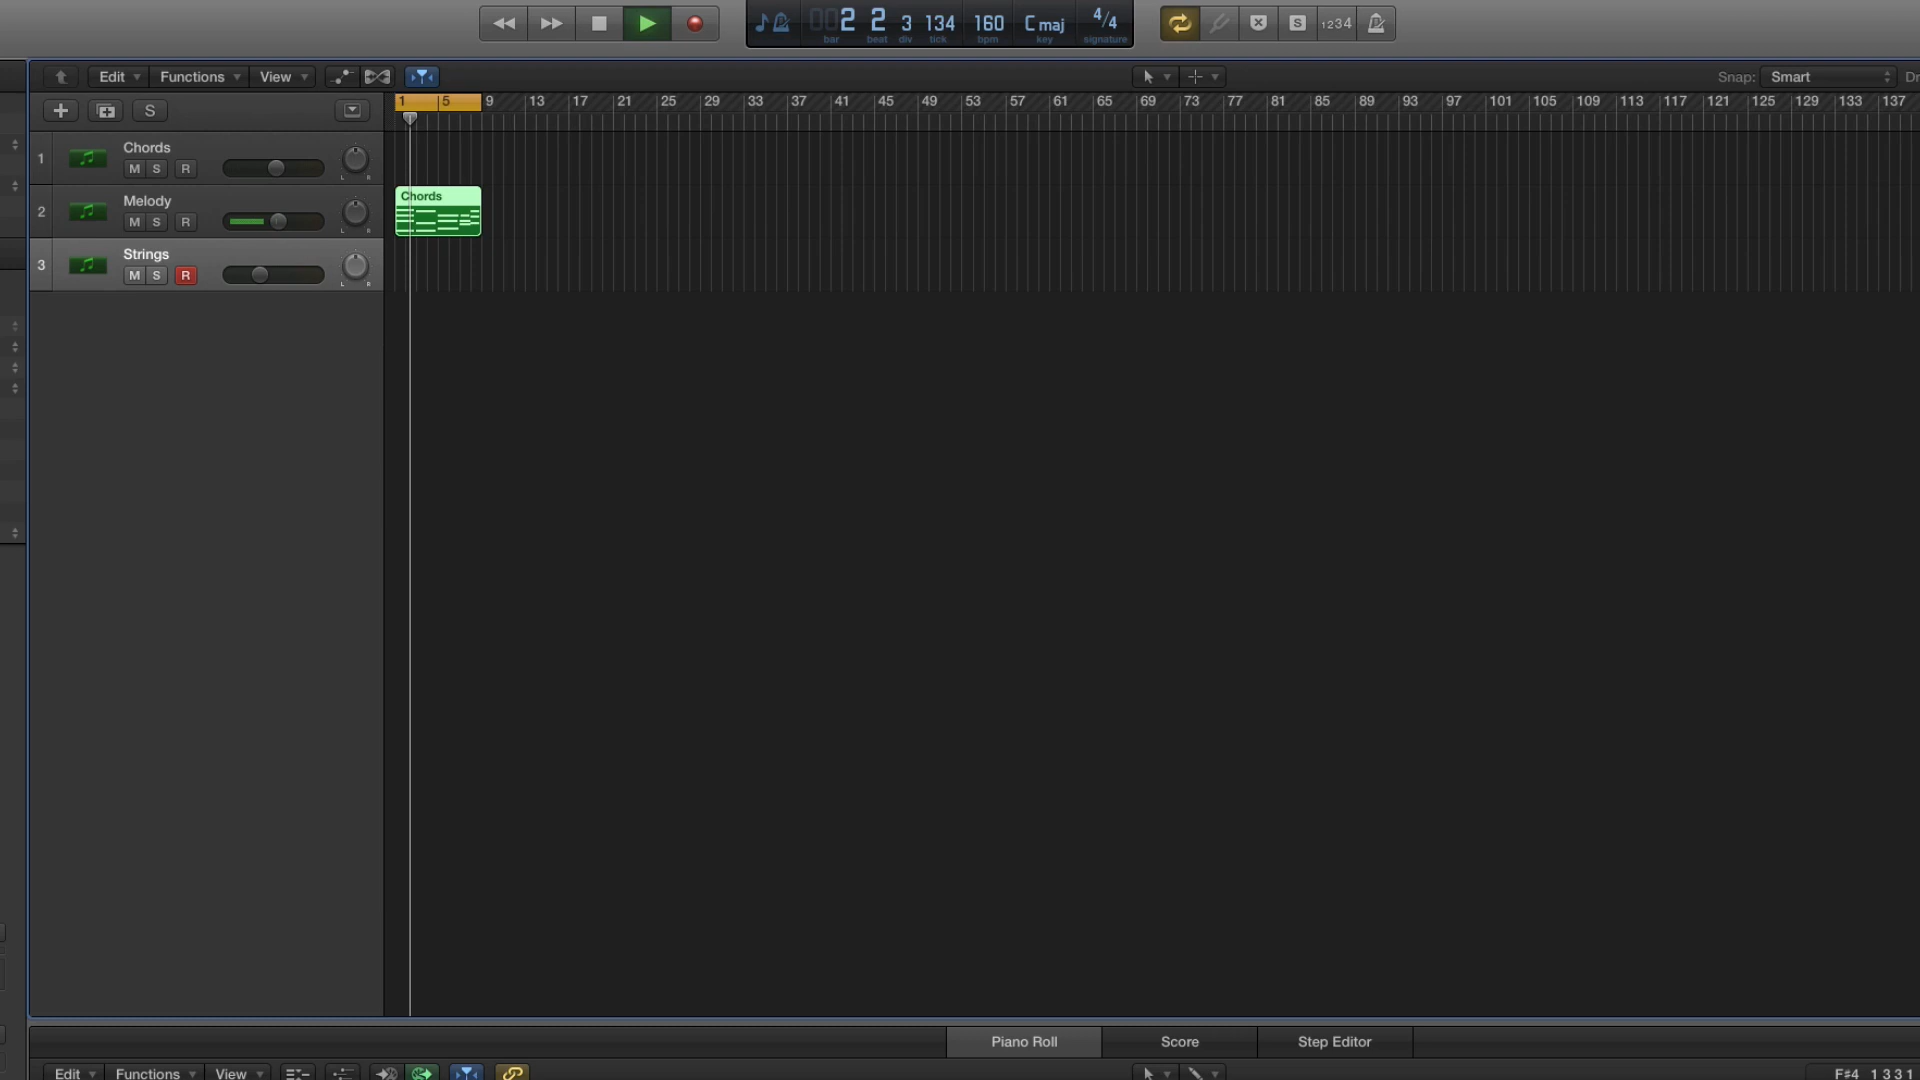 002 2 3 134 160 C maj 4/4
bar beat div tick bpm key signature
S 1234
Edit Functions View Snap: Smart Dr
S 1 5 9 13 17 21 25 29 33 37 41 45 49 53 57 61 65 69 73 77 81 85 89 93 97 101 105 109 113 117 121 125 129 133 137
1 Chords
M S R L R
2 Melody Chords
M S R L R
3 Strings
M S R L R
Piano Roll Score Step Editor
Edit Functions View F#4 1 3 3 1